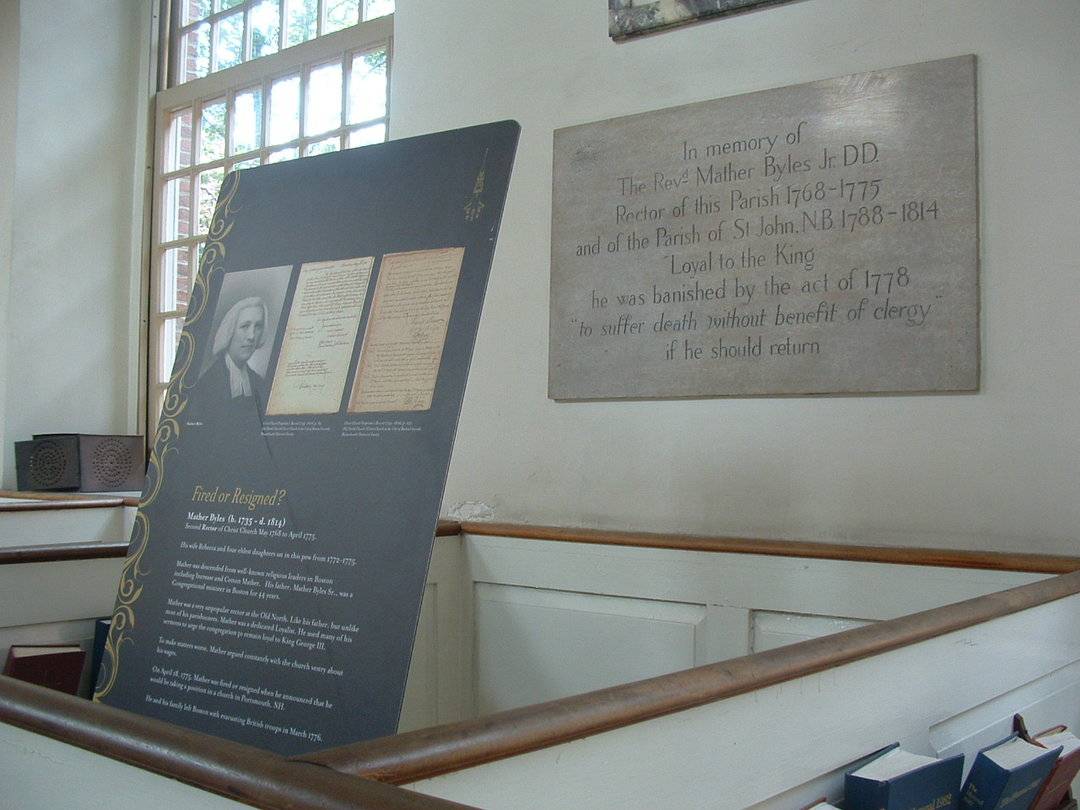 In memory of
The Revᵈ Mather Byles Jr. D.D.
Rector of this Parish 1768-1775
and of the Parish of St John, N.B. 1788-1814
Loyal to the King
he was banished by the act of 1778
"to suffer death without benefit of clergy"
if he should return
Fired or Resigned?
Mather Byles (b. 1735 - d. 1814)
Second Rector of Christ Church May 1768 to April 1775.
His wife Rebecca and four eldest daughters sat in this pew from 1772-1775.
Mather was descended from well-known religious leaders in Boston
including Increase and Cotton Mather. His father, Mather Byles Sr., was a
Congregational minister in Boston for 44 years.
Mather was a very unpopular rector at the Old North. Like his father, but unlike
most of his parishioners, Mather was a dedicated Loyalist. He used many of his
sermons to urge the congregation to remain loyal to King George III.
To make matters worse, Mather argued constantly with the church vestry about
his wages.
On April 18, 1775, Mather was fired or resigned when he announced that he
would be taking a position in a church in Portsmouth, NH.
He and his family left Boston with evacuating British troops in March 1776.